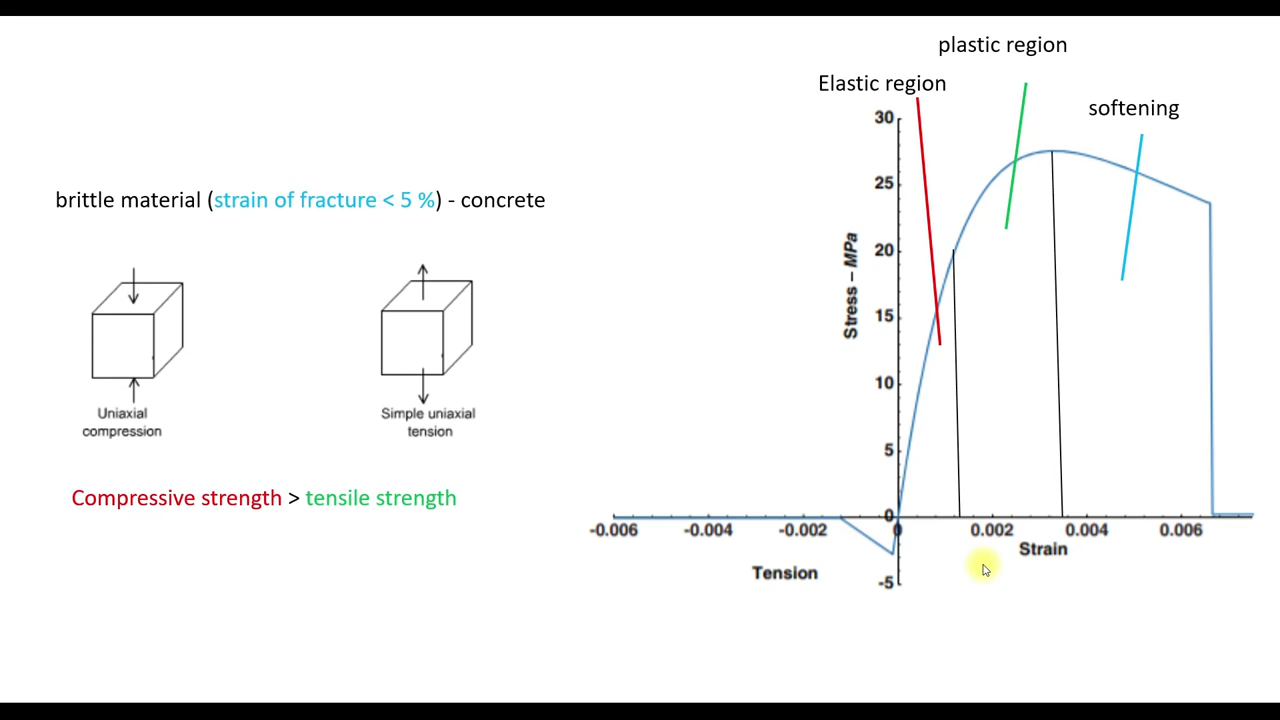 plastic region
Elastic region
softening
brittle material (strain of fracture < 5 %) - concrete
Uniaxial
compression
Simple uniaxial
tension
Compressive strength > tensile strength
Stress – MPa
30
25
20
15
10
5
0
-5
-0.006 -0.004 -0.002 0 0.002 0.004 0.006
Strain
Tension